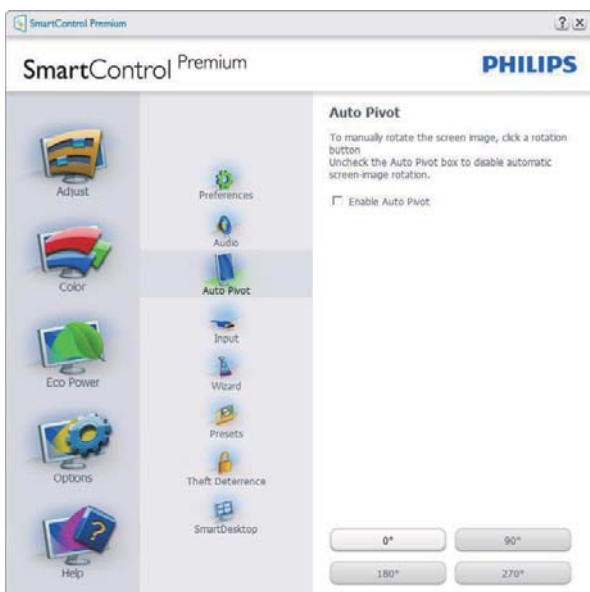 SmartControl Premium
? x
SmartControl Premium
PHILIPS
Adjust
Color
Eco Power
Options
Help
Preferences
Audio
Auto Pivot
Input
Wizard
Presets
Theft Deterrence
SmartDesktop
Auto Pivot
To manually rotate the screen image, click a rotation
button
Uncheck the Auto Pivot box to disable automatic
screen-image rotation.
Enable Auto Pivot
0°
90°
180°
270°